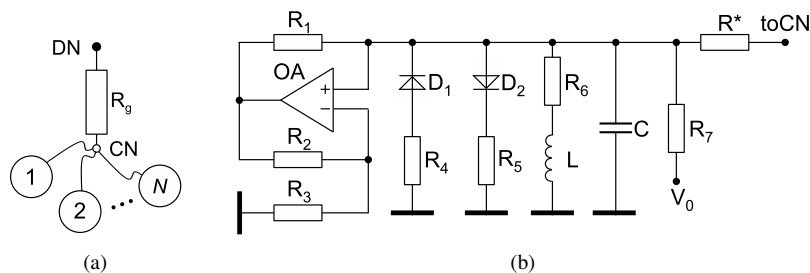 DN
R_g
CN
1
2
N
(a)
R_1
OA
+
−
R_2
R_3
D_1
R_4
D_2
R_5
R_6
L
C
R_7
V_0
R*
toCN
(b)